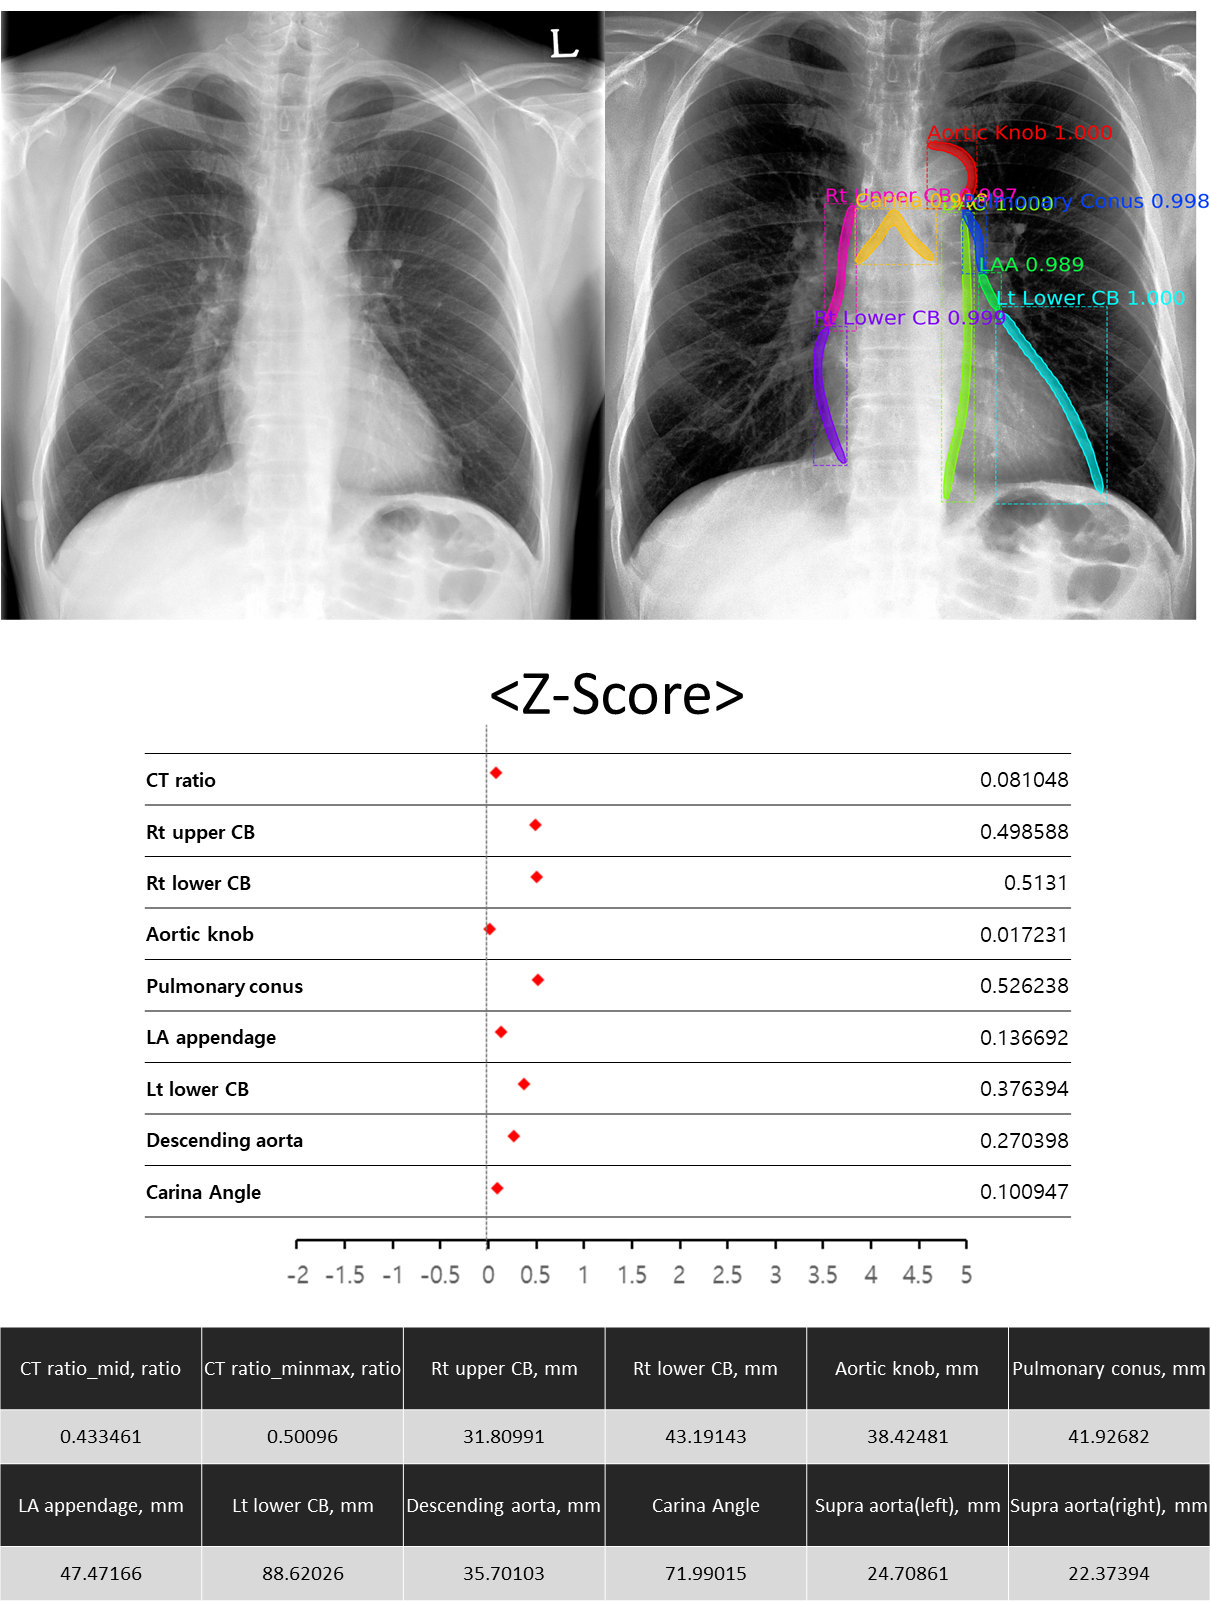 L
Aortic Knob 1.000
Rt Upper CB 0.997
Pulmonary Conus 0.998
1.000
LAA 0.989
Lt Lower CB 1.000
Rt Lower CB 0.999
<Z-Score>
CT ratio 0.081048
Rt upper CB 0.498588
Rt lower CB 0.5131
Aortic knob 0.017231
Pulmonary conus 0.526238
LA appendage 0.136692
Lt lower CB 0.376394
Descending aorta 0.270398
Carina Angle 0.100947
-2 -1.5 -1 -0.5 0 0.5 1 1.5 2 2.5 3 3.5 4 4.5 5
CT ratio_mid, ratio CT ratio_minmax, ratio Rt upper CB, mm Rt lower CB, mm Aortic knob, mm Pulmonary conus, mm
0.433461 0.50096 31.80991 43.19143 38.42481 41.92682
LA appendage, mm Lt lower CB, mm Descending aorta, mm Carina Angle Supra aorta(left), mm Supra aorta(right), mm
47.47166 88.62026 35.70103 71.99015 24.70861 22.37394